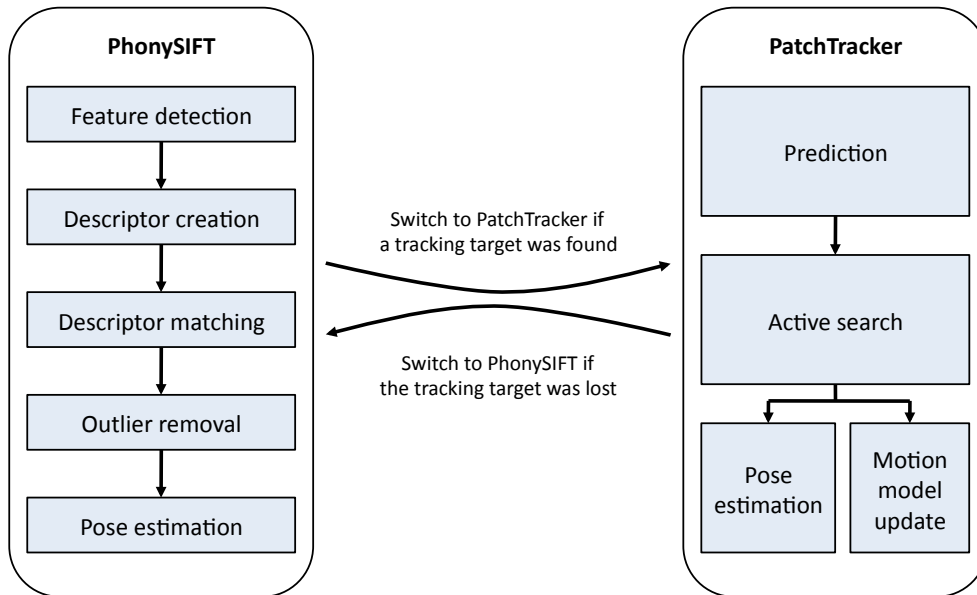 PhonySIFT
Feature detection
Descriptor creation
Descriptor matching
Outlier removal
Pose estimation
Switch to PatchTracker if
a tracking target was found
Switch to PhonySIFT if
the tracking target was lost
PatchTracker
Prediction
Active search
Pose
estimation
Motion
model
update